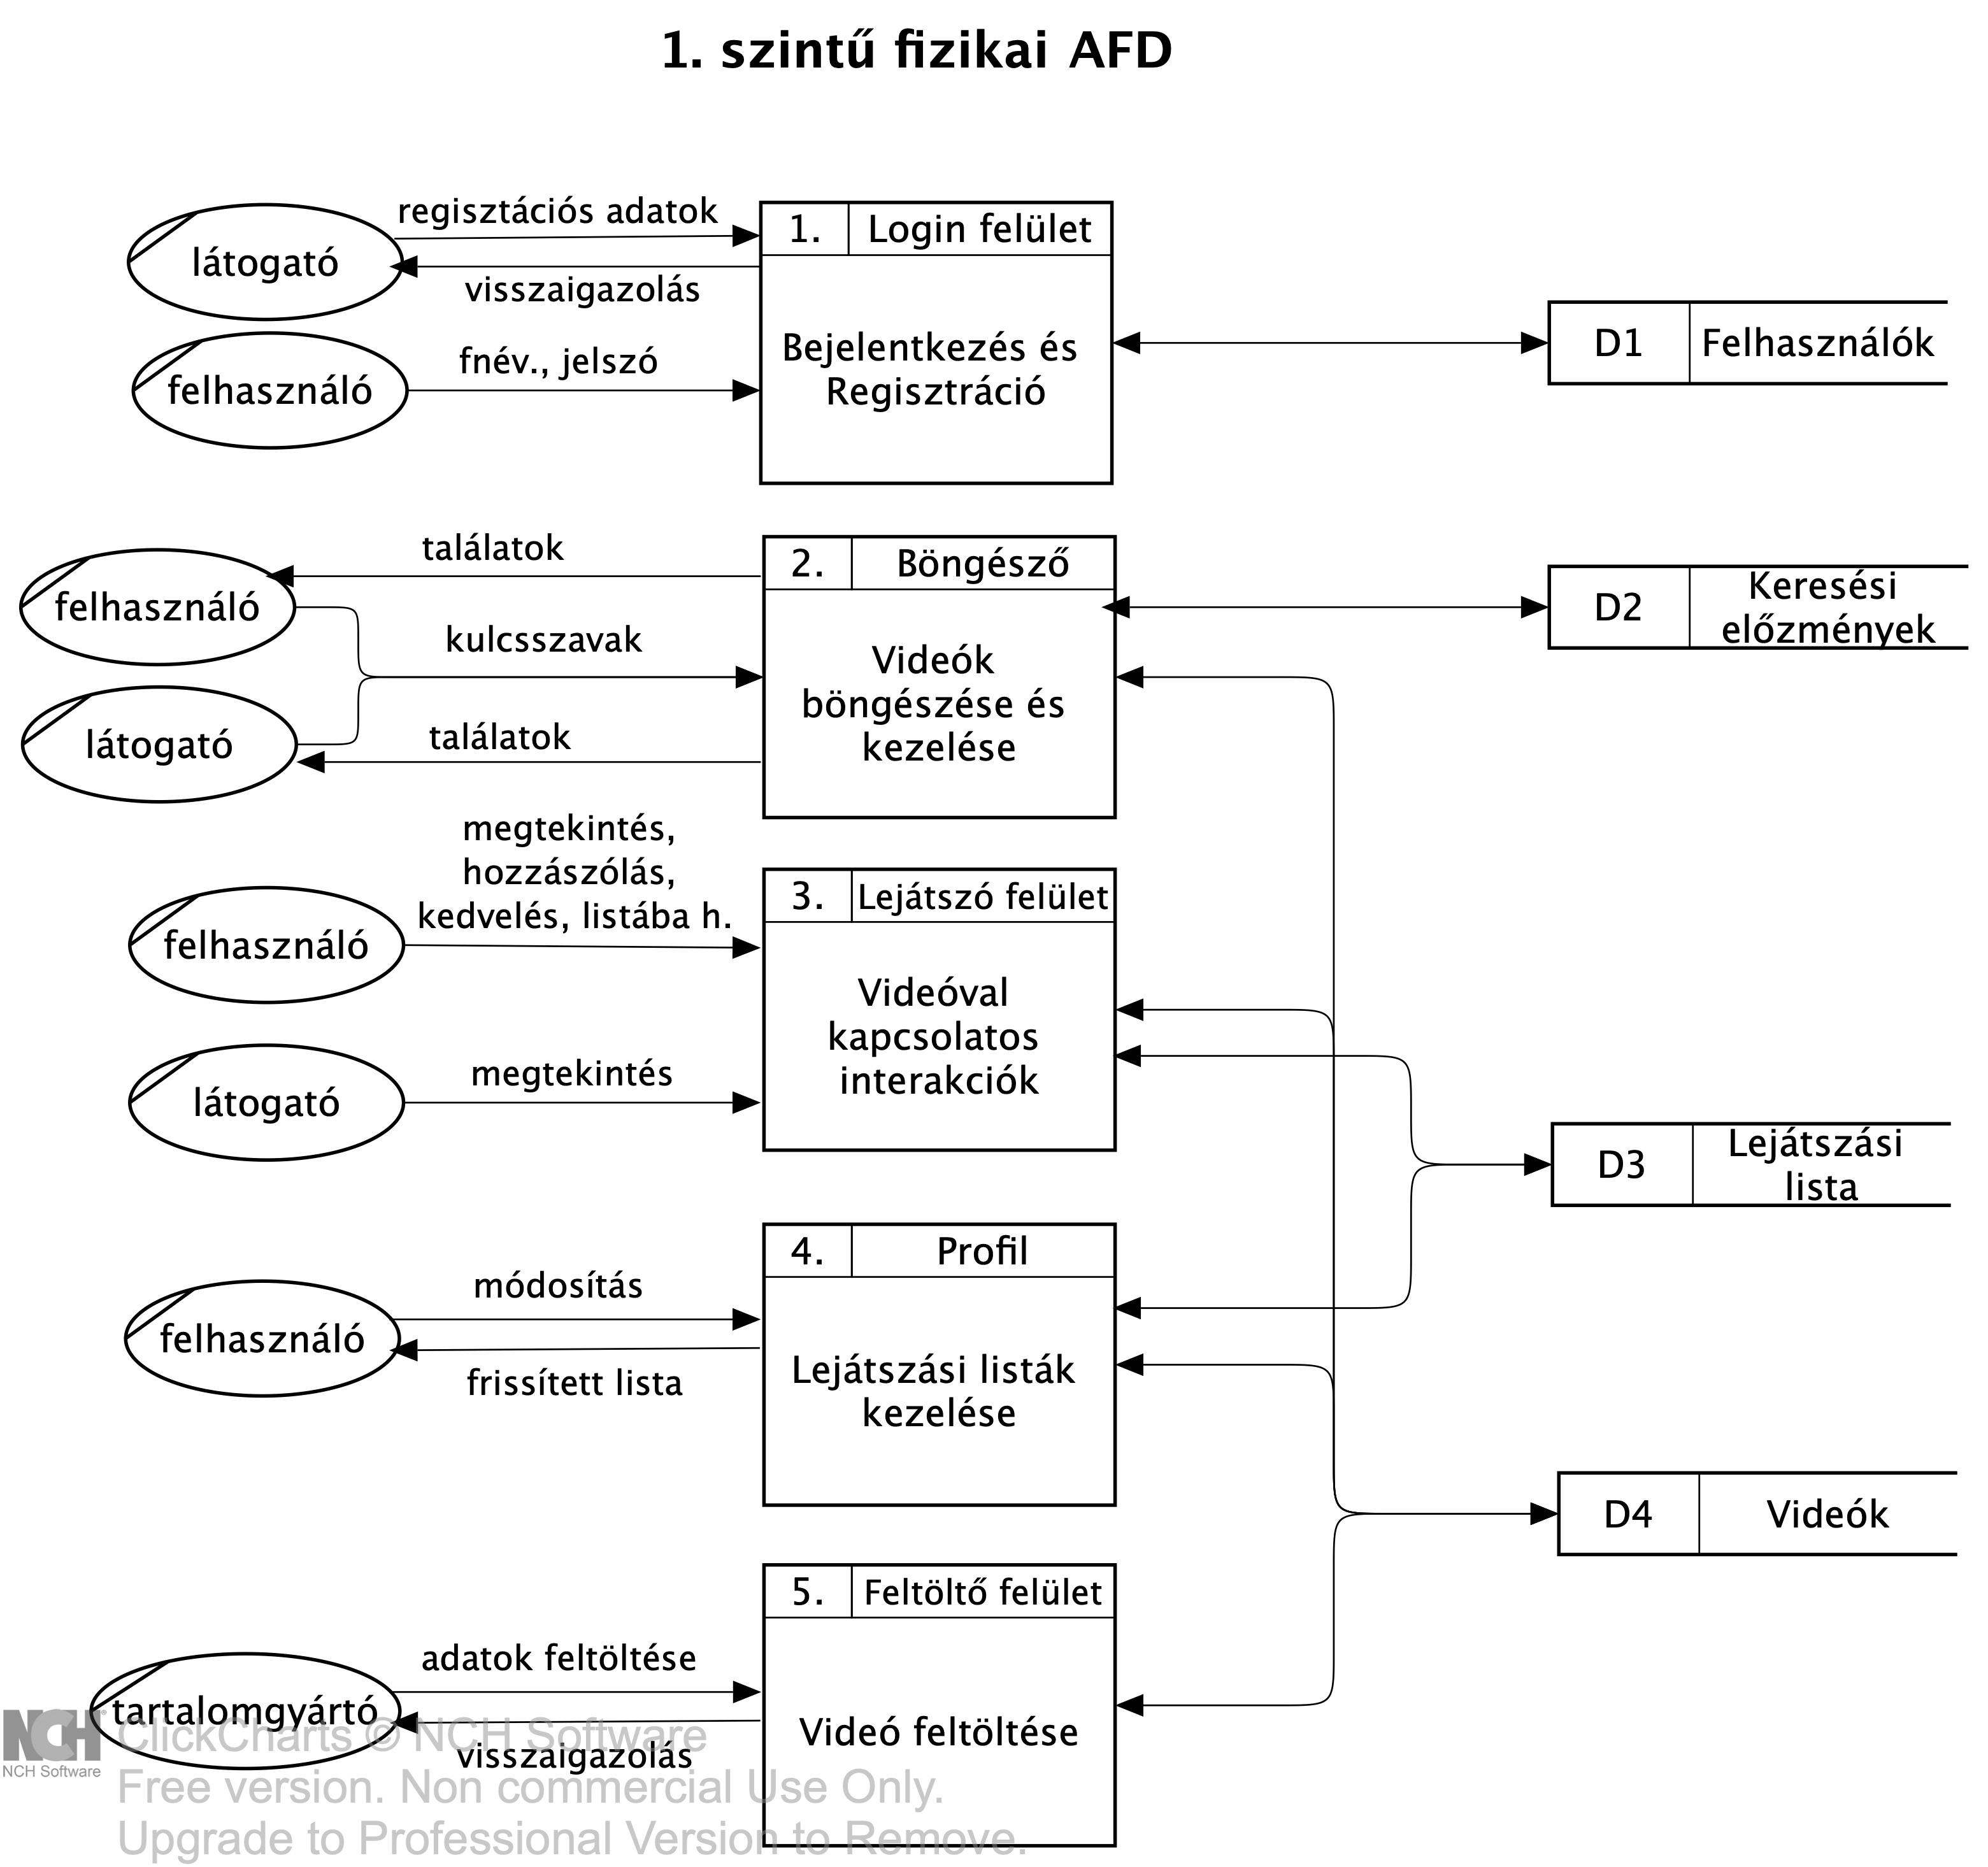 1. szintű fizikai AFD
regisztációs adatok
látogató
visszaigazolás
fnév., jelszó
felhasználó
1.
Login felület
Bejelentkezés és
Regisztráció
D1
Felhasználók
találatok
felhasználó
kulcsszavak
látogató
találatok
2.
Böngésző
Videók
böngészése és
kezelése
D2
Keresési
előzmények
megtekintés,
hozzászólás,
kedvelés, listába h.
felhasználó
megtekintés
látogató
3.
Lejátszó felület
Videóval
kapcsolatos
interakciók
D3
Lejátszási
lista
módosítás
felhasználó
frissített lista
4.
Profil
Lejátszási listák
kezelése
D4
Videók
adatok feltöltése
tartalomgyártó
visszaigazolás
5.
Feltöltő felület
Videó feltöltése
NCH
NCH Software
ClickCharts © NCH Software
Free version. Non commercial Use Only.
Upgrade to Professional Version to Remove.